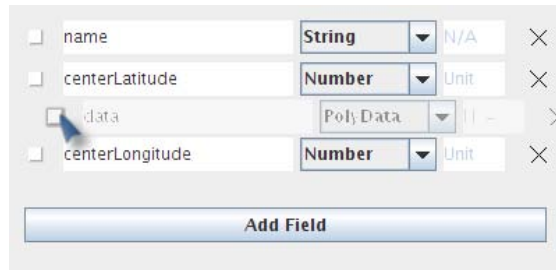 name String N/A
centerLatitude Number Unit
data PolyData
centerLongitude Number Unit
Add Field